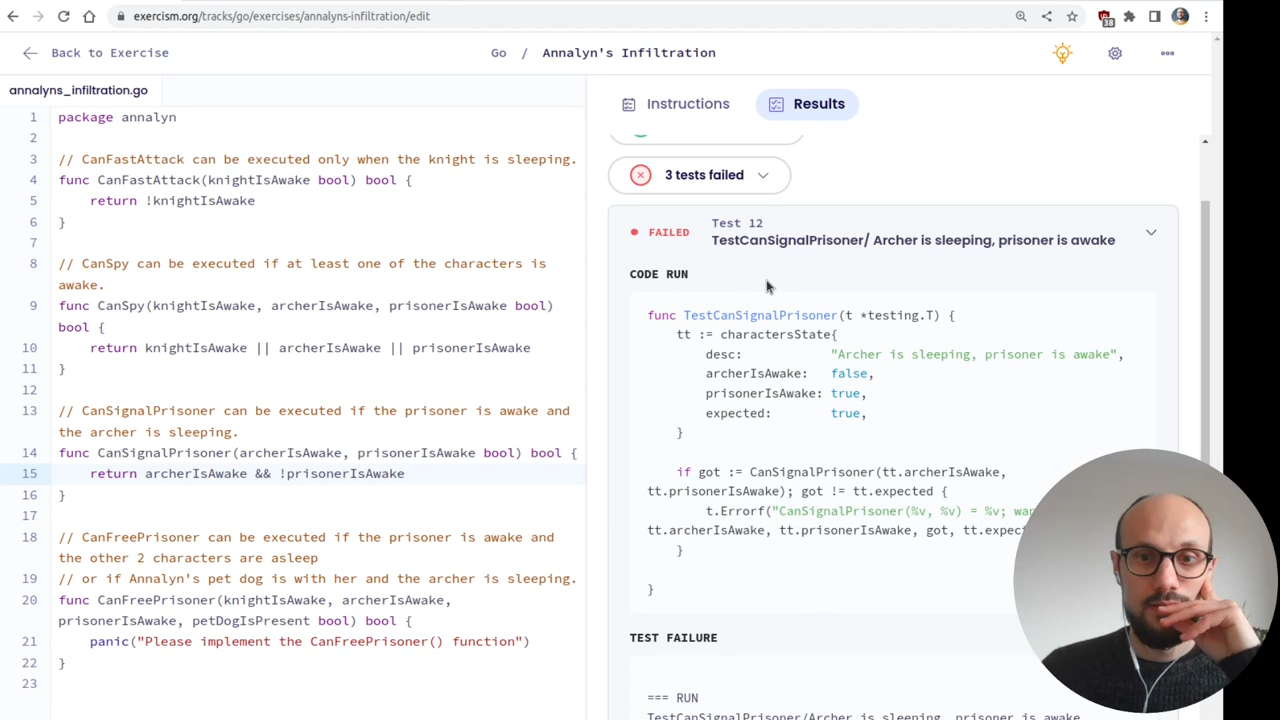 exercism.org/tracks/go/exercises/annalyns-infiltration/edit
38
Back to Exercise
Go / Annalyn's Infiltration
annalyns_infiltration.go
1 package annalyn
2
3 // CanFastAttack can be executed only when the knight is sleeping.
4 func CanFastAttack(knightIsAwake bool) bool {
5 return !knightIsAwake
6 }
7
8 // CanSpy can be executed if at least one of the characters is
awake.
9 func CanSpy(knightIsAwake, archerIsAwake, prisonerIsAwake bool)
bool {
10 return knightIsAwake || archerIsAwake || prisonerIsAwake
11 }
12
13 // CanSignalPrisoner can be executed if the prisoner is awake and
the archer is sleeping.
14 func CanSignalPrisoner(archerIsAwake, prisonerIsAwake bool) bool {
15 return archerIsAwake && !prisonerIsAwake
16 }
17
18 // CanFreePrisoner can be executed if the prisoner is awake and
the other 2 characters are asleep
19 // or if Annalyn's pet dog is with her and the archer is sleeping.
20 func CanFreePrisoner(knightIsAwake, archerIsAwake,
prisonerIsAwake, petDogIsPresent bool) bool {
21 panic("Please implement the CanFreePrisoner() function")
22 }
23
Instructions
Results
3 tests failed
FAILED
Test 12
TestCanSignalPrisoner/ Archer is sleeping, prisoner is awake
CODE RUN
func TestCanSignalPrisoner(t *testing.T) {
tt := charactersState{
desc: "Archer is sleeping, prisoner is awake",
archerIsAwake: false,
prisonerIsAwake: true,
expected: true,
}
if got := CanSignalPrisoner(tt.archerIsAwake,
tt.prisonerIsAwake); got != tt.expected {
t.Errorf("CanSignalPrisoner(%v, %v) = %v; wan
tt.archerIsAwake, tt.prisonerIsAwake, got, tt.expec
}
}
TEST FAILURE
=== RUN
TestCanSignalPrisoner/Archer is sleeping, prisoner is awake